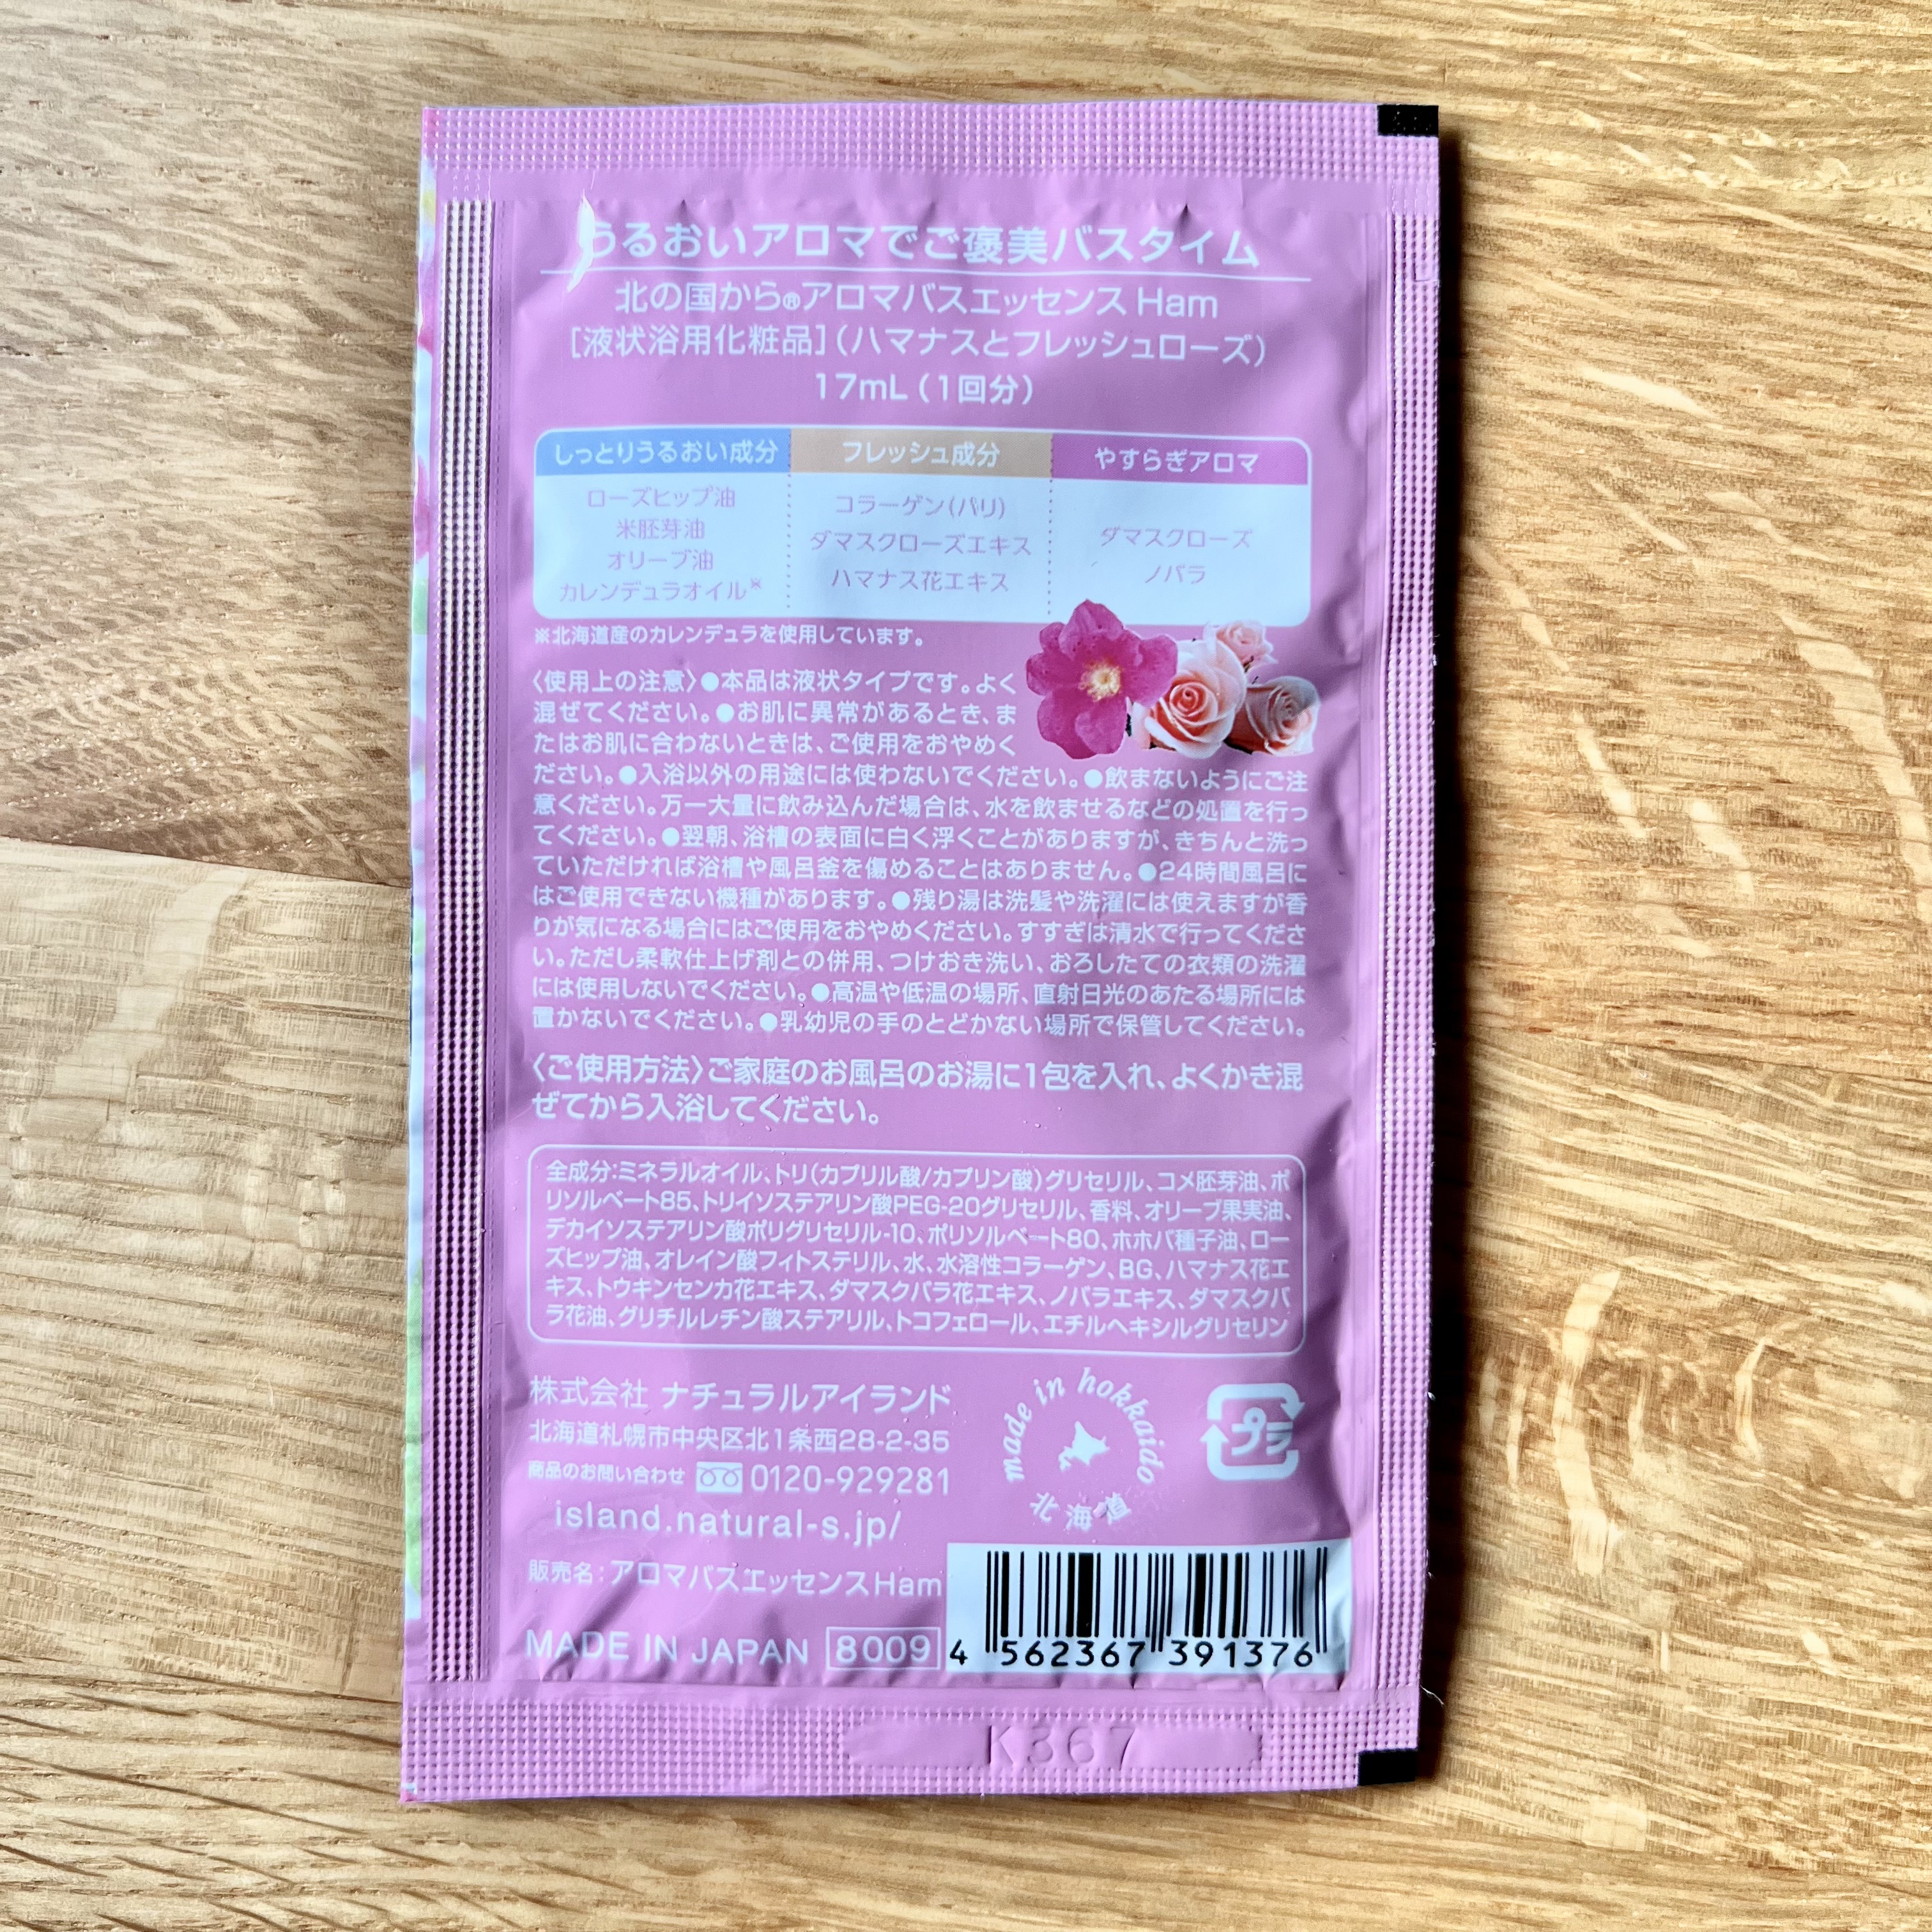 うるおいアロマでご褒美バスタイム
北の国から®アロマバスエッセンスHam
[液状浴用化粧品](ハマナスとフレッシュローズ)
17mL(1回分)
しっとりうるおい成分
ローズヒップ油
米胚芽油
オリーブ油
カレンデュラオイル※
フレッシュ成分
コラーゲン(パリ)
ダマスクローズエキス
ハマナス花エキス
やすらぎアロマ
ダマスクローズ
ノバラ
※北海道産のカレンデュラを使用しています。
〈使用上の注意〉●本品は液状タイプです。よく
混ぜてください。●お肌に異常があるとき、ま
たはお肌に合わないときは、ご使用をおやめく
ださい。●入浴以外の用途には使わないでください。●飲まないようにご注
意ください。万一大量に飲み込んだ場合は、水を飲ませるなどの処置を行っ
てください。●翌朝、浴槽の表面に白く浮くことがありますが、きちんと洗っ
ていただければ浴槽や風呂釜を傷めることはありません。●24時間風呂に
はご使用できない機種があります。●残り湯は洗髪や洗濯には使えますが香
りが気になる場合にはご使用をおやめください。すすぎは清水で行ってくださ
い。ただし柔軟仕上げ剤との併用、つけおき洗い、おろしたての衣類の洗濯
には使用しないでください。●高温や低温の場所、直射日光のあたる場所には
置かないでください。●乳幼児の手のとどかない場所で保管してください。
〈ご使用方法〉ご家庭のお風呂のお湯に1包を入れ、よくかき混
ぜてから入浴してください。
全成分:ミネラルオイル、トリ(カプリル酸/カプリン酸)グリセリル、コメ胚芽油、ポ
リソルベート85、トリイソステアリン酸PEG-20グリセリル、香料、オリーブ果実油、
デカイソステアリン酸ポリグリセリル-10、ポリソルベート80、ホホバ種子油、ロー
ズヒップ油、オレイン酸フィトステリル、水、水溶性コラーゲン、BG、ハマナス花エ
キス、トウキンセンカ花エキス、ダマスクバラ花エキス、ノバラエキス、ダマスクバ
ラ花油、グリチルレチン酸ステアリル、トコフェロール、エチルヘキシルグリセリン
株式会社 ナチュラルアイランド
北海道札幌市中央区北1条西28-2-35
商品のお問い合わせ 0120-929281
island.natural-s.jp/
販売名:アロマバスエッセンスHam
made in hokkaido
北海道
プラ
MADE IN JAPAN 8009
4 562367 391376
K367